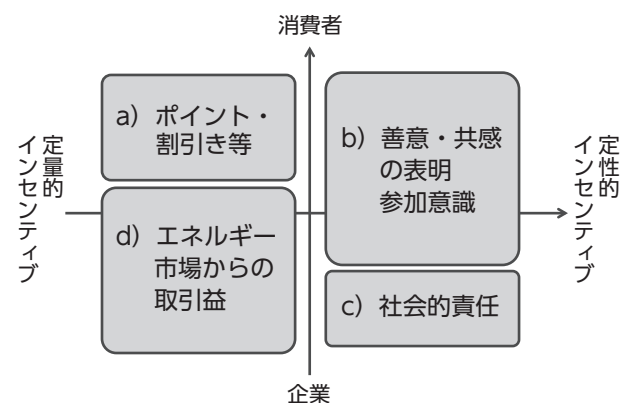 消費者
定量的
インセンティブ
a）ポイント・
割引き等
b）善意・共感
の表明
参加意識
定性的
インセンティブ
d）エネルギー
市場からの
取引益
c）社会的責任
企業